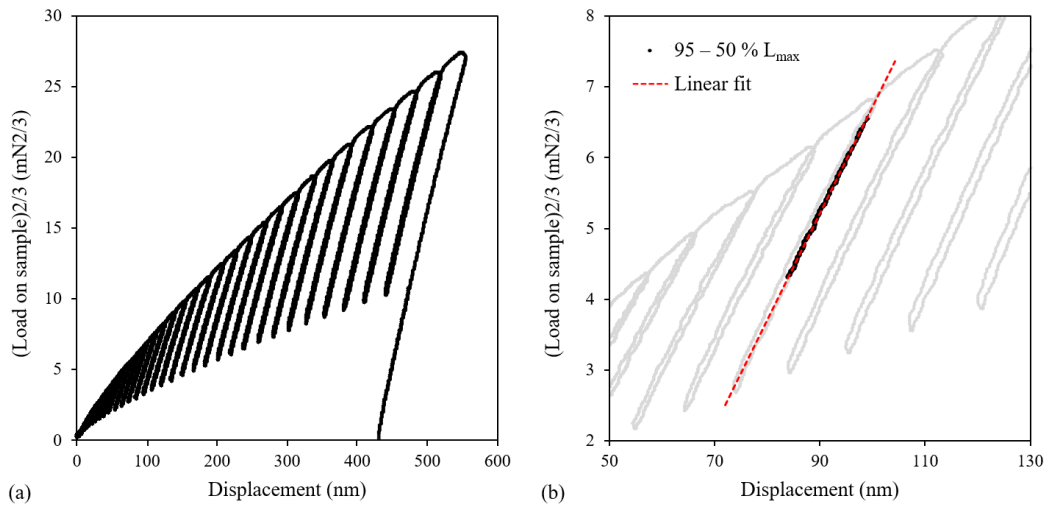 30
25
20
15
10
5
0
(Load on sample)2/3 (mN2/3)
0 100 200 300 400 500 600
Displacement (nm)
(a)
8
7
6
5
4
3
2
(Load on sample)2/3 (mN2/3)
95 – 50 % Lmax
Linear fit
50 70 90 110 130
Displacement (nm)
(b)